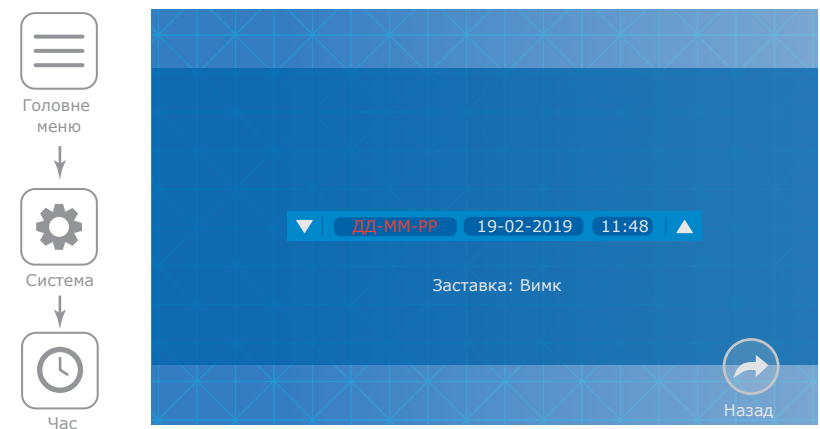 Головне
меню
Система
Час
ДД-ММ-РР 19-02-2019 11:48
Заставка: Вимк
Назад